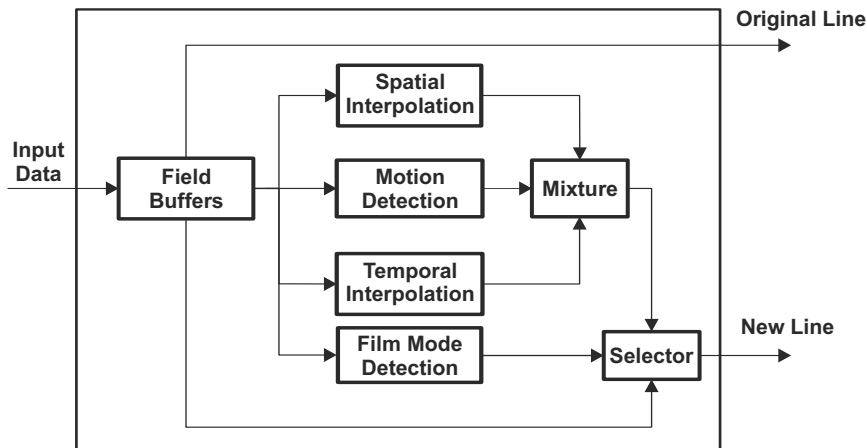 Original Line
Spatial
Interpolation
Input
Data
Field
Buffers
Motion
Detection
Mixture
Temporal
Interpolation
New Line
Film Mode
Detection
Selector